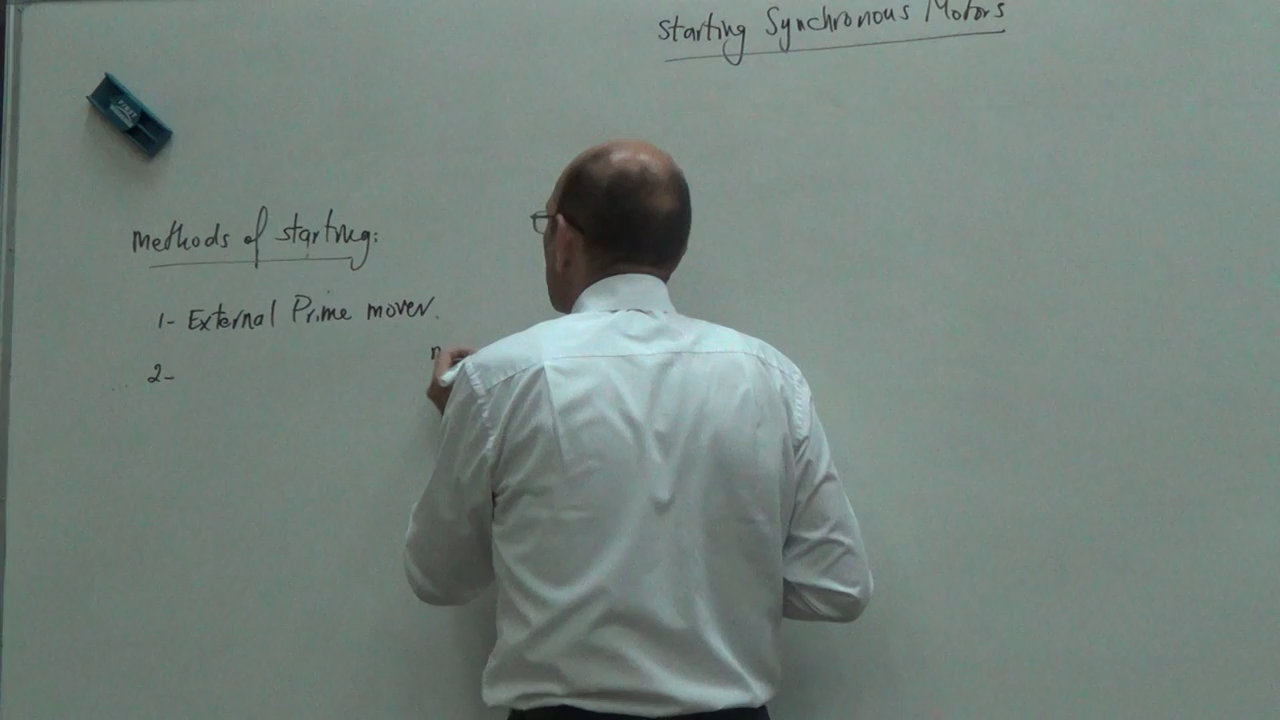 Starting Synchronous Motors
Methods of starting:
1- External Prime mover.
2-